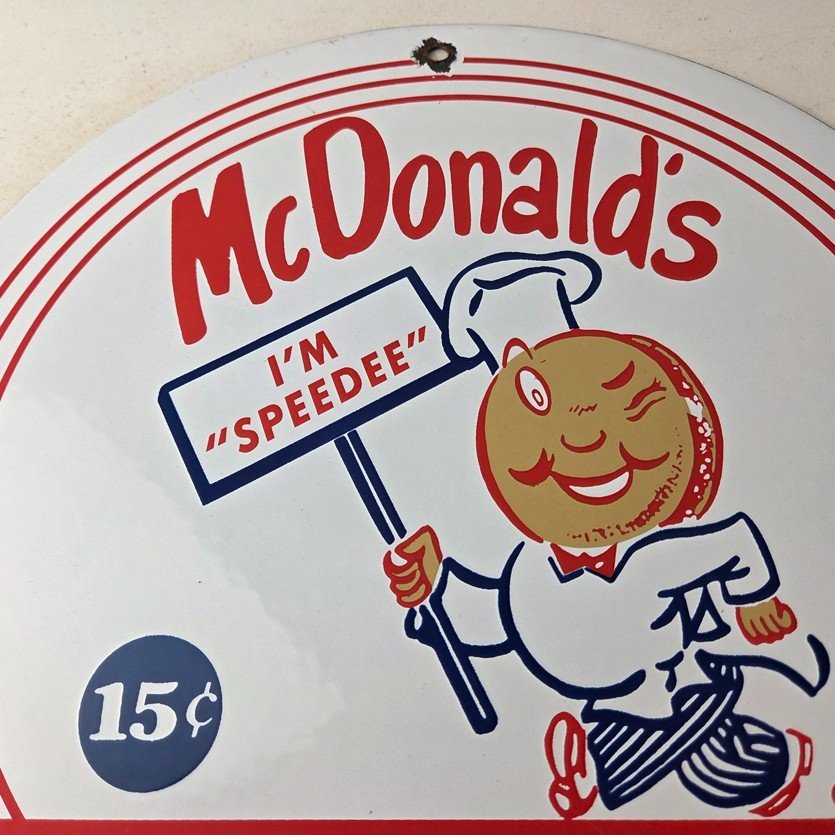 McDonald's
I'M
"SPEEDEE"
15¢